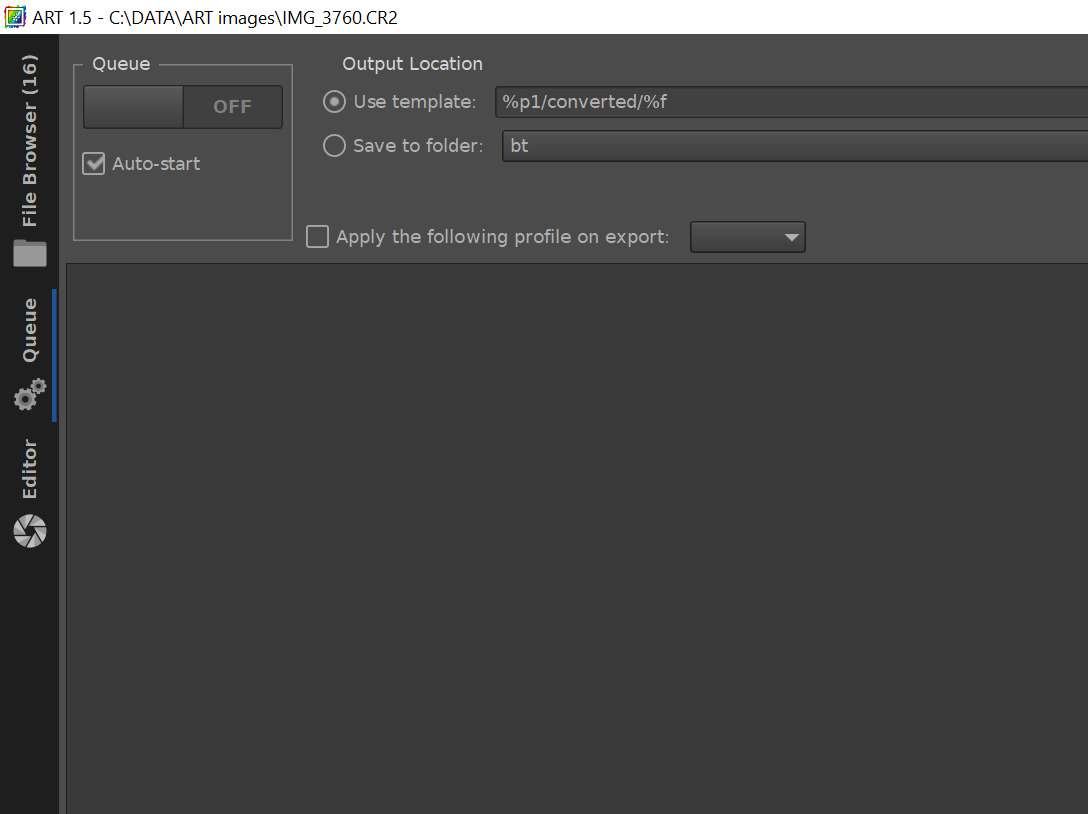 ART 1.5 - C:\DATA\ART images\IMG_3760.CR2
File Browser (16)
Queue
Editor
Queue
OFF
Auto-start
Output Location
Use template: %p1/converted/%f
Save to folder: bt
Apply the following profile on export: